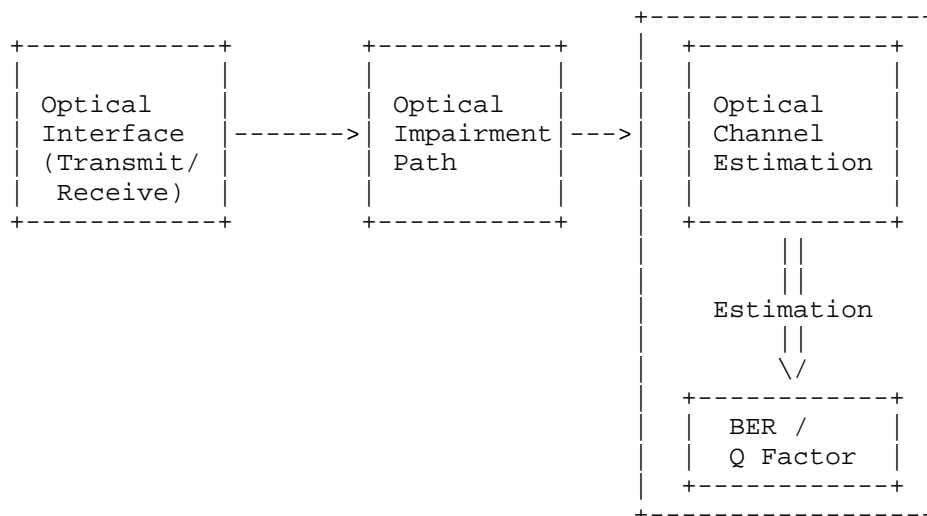 Optical
Interface
(Transmit/
Receive)
Optical
Impairment
Path
Optical
Channel
Estimation
Estimation
BER /
Q Factor